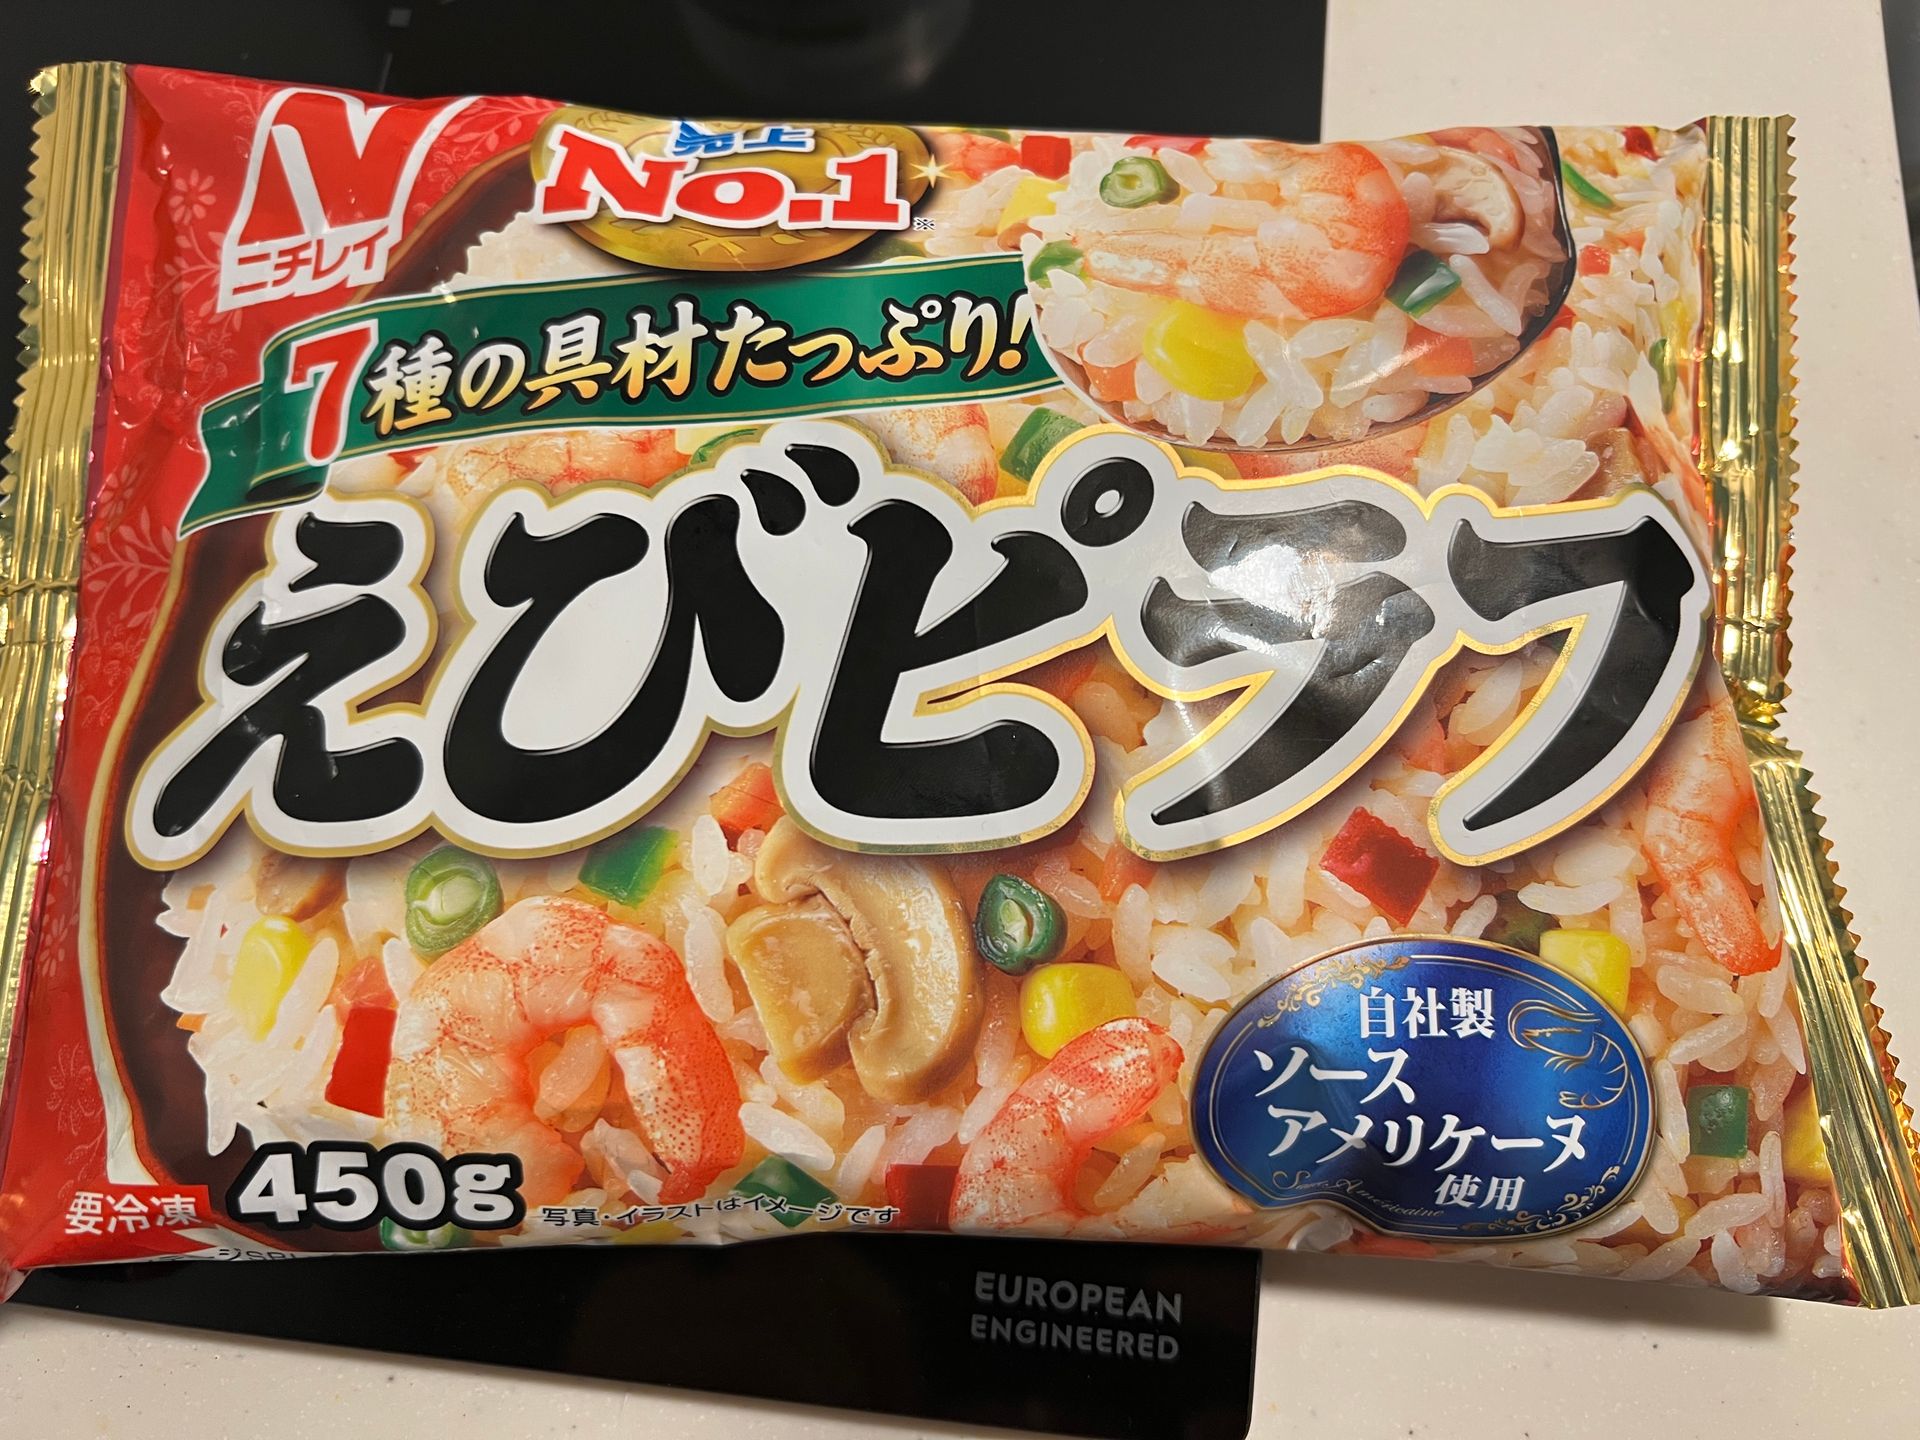 ニチレイ
売上
No.1
※
7種の具材たっぷり!
えびピラフ
自社製
ソース
アメリケーヌ
使用
Sauce Américaine
要冷凍
450g
写真・イラストはイメージです
EUROPEAN
ENGINEERED